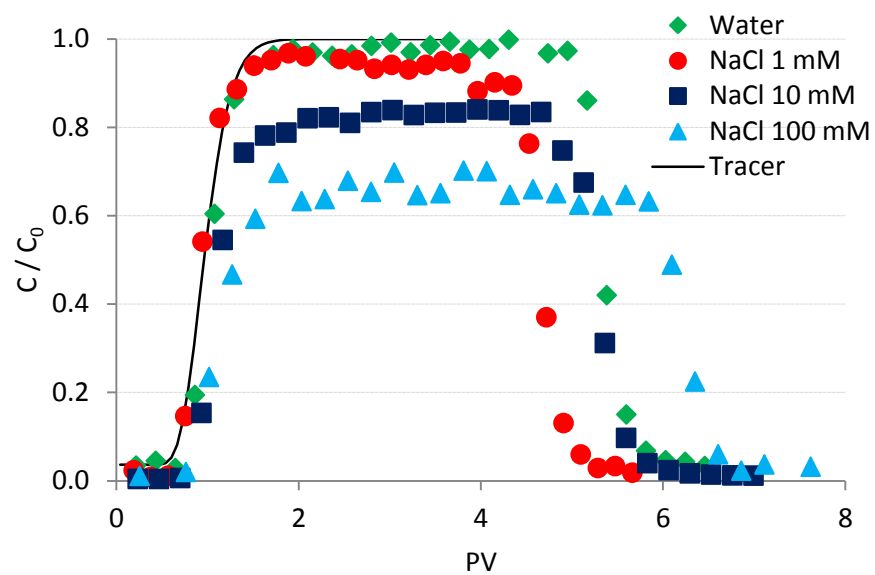 Water
NaCl 1 mM
NaCl 10 mM
NaCl 100 mM
Tracer
1.0
0.8
0.6
0.4
0.2
0.0
C / C₀
0 2 4 6 8
PV